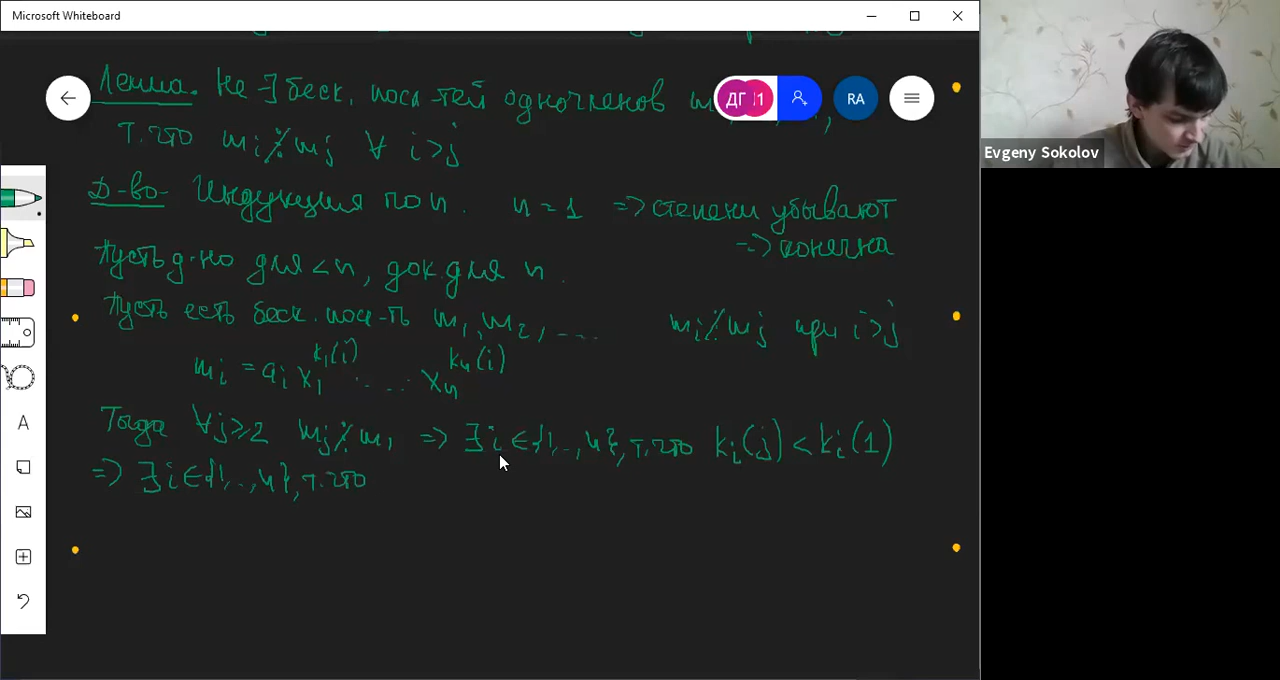 Microsoft Whiteboard
Лемма. Не ∃ беск. посл-тей одночленов
т.что mᵢ ⋮̸ mⱼ ∀ i>j
Д-во. Индукция по n. n=1 => степени убывают
=> конечна
Пусть д-но для <n, док. для n.
Пусть есть беск. посл-ть m₁, m₂, ... mᵢ ⋮̸ mⱼ при i>j
mᵢ = aᵢ x₁^{k₁(i)} ..... xₙ^{kₙ(i)}
Тогда ∀j≥2 mⱼ ⋮̸ m₁ => ∃ i ∈ {1,..,n}, т.что kᵢ(j) < kᵢ(1)
=> ∃ i ∈ {1,..,n}, т.что
ДГ
RA
A
Evgeny Sokolov